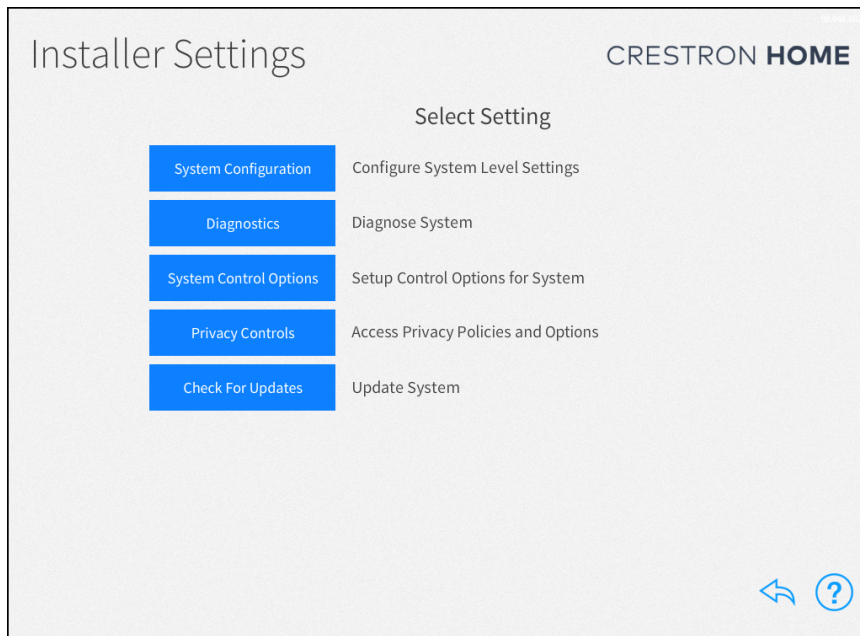 Installer Settings
CRESTRON HOME
Select Setting
System Configuration Configure System Level Settings
Diagnostics Diagnose System
System Control Options Setup Control Options for System
Privacy Controls Access Privacy Policies and Options
Check For Updates Update System
?